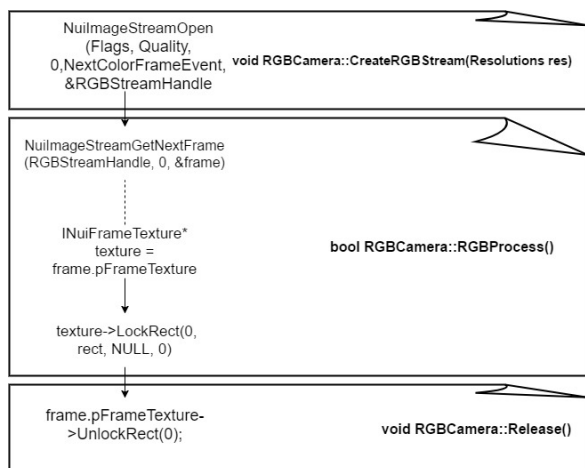 NuiImageStreamOpen
(Flags, Quality,
0,NextColorFrameEvent,
&RGBStreamHandle
void RGBCamera::CreateRGBStream(Resolutions res)
NuiImageStreamGetNextFrame
(RGBStreamHandle, 0, &frame)
INuiFrameTexture*
texture =
frame.pFrameTexture
bool RGBCamera::RGBProcess()
texture->LockRect(0,
rect, NULL, 0)
frame.pFrameTexture-
>UnlockRect(0);
void RGBCamera::Release()